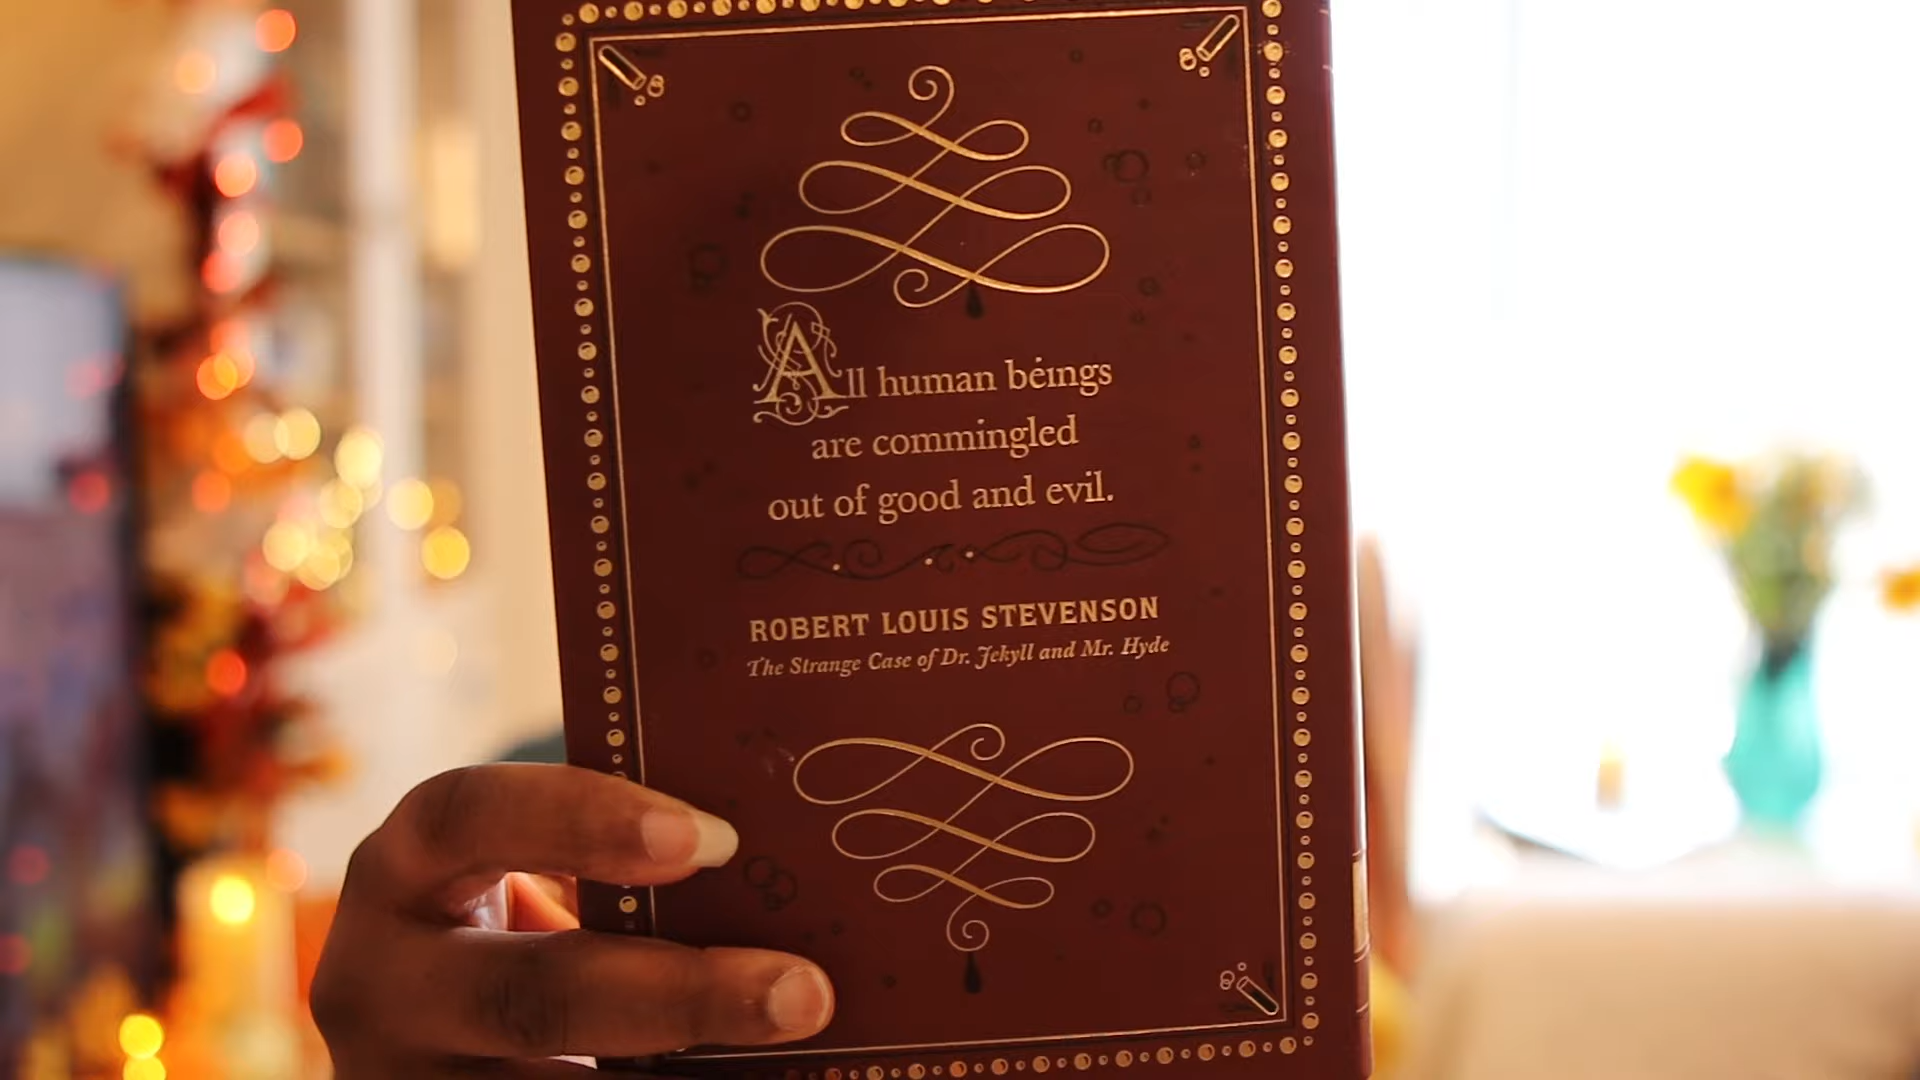 All human beings
are commingled
out of good and evil.
ROBERT LOUIS STEVENSON
The Strange Case of Dr. Jekyll and Mr. Hyde